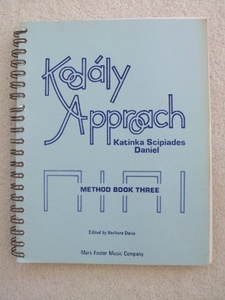 Kodály
Approach
Katinka Scipiades
Daniel
METHOD BOOK THREE
Edited by Barbara Davis
Mark Foster Music Company